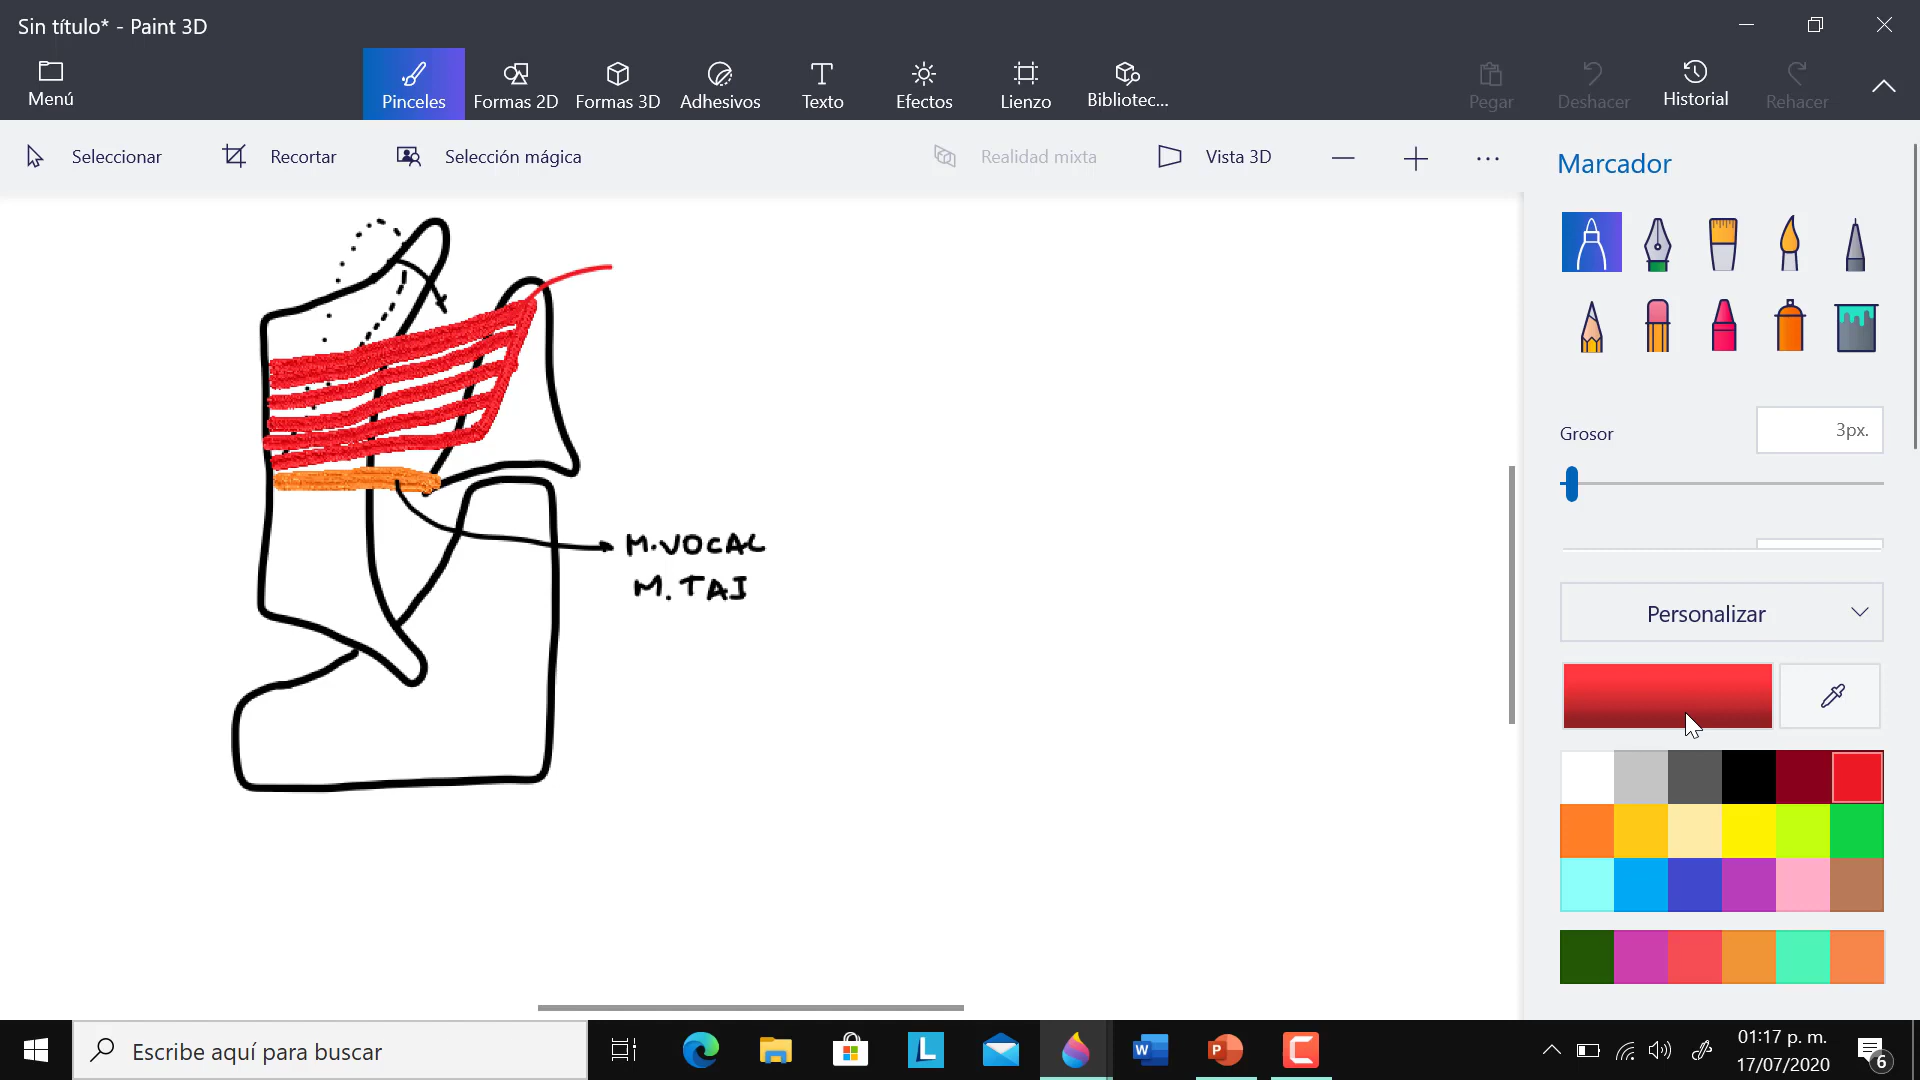 Sin título* - Paint 3D
Menú
Pinceles
Formas 2D
Formas 3D
Adhesivos
Texto
Efectos
Lienzo
Bibliotec...
Pegar
Deshacer
Historial
Rehacer
Seleccionar
Recortar
Selección mágica
Realidad mixta
Vista 3D
Marcador
Grosor
3px.
Personalizar
M.VOCAL
M.TAI
Escribe aquí para buscar
01:17 p. m.
17/07/2020
6